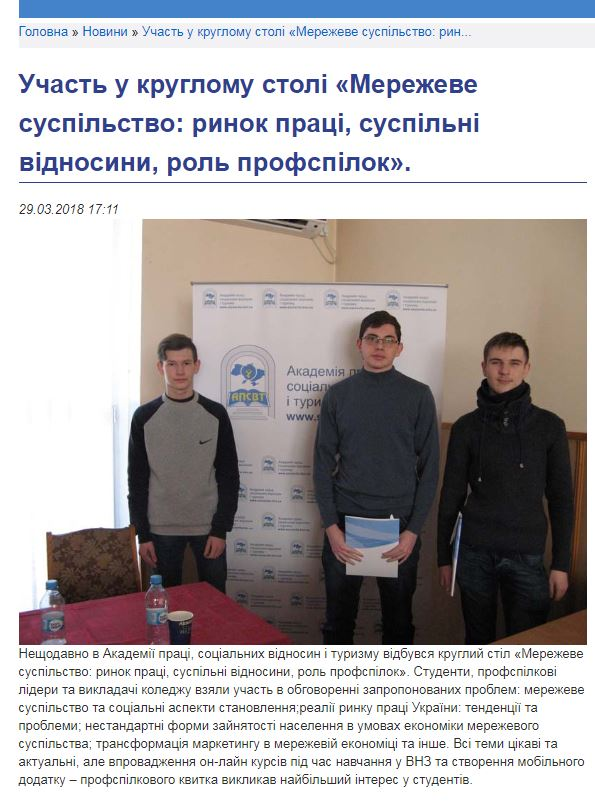 Головна » Новини » Участь у круглому столі «Мережеве суспільство: рин...
Участь у круглому столі «Мережеве
суспільство: ринок праці, суспільні
відносини, роль профспілок».
29.03.2018 17:11
АПСВТ
Академія
соціальн
і тури
www.s
Нещодавно в Академії праці, соціальних відносин і туризму відбувся круглий стіл «Мережеве
суспільство: ринок праці, суспільні відносини, роль профспілок». Студенти, профспілкові
лідери та викладачі коледжу взяли участь в обговоренні запропонованих проблем: мережеве
суспільство та соціальні аспекти становлення;реалії ринку праці України: тенденції та
проблеми; нестандартні форми зайнятості населення в умовах економіки мережевого
суспільства; трансформація маркетингу в мережевій економіці та інше. Всі теми цікаві та
актуальні, але впровадження он-лайн курсів під час навчання у ВНЗ та створення мобільного
додатку – профспілкового квитка викликав найбільший інтерес у студентів.